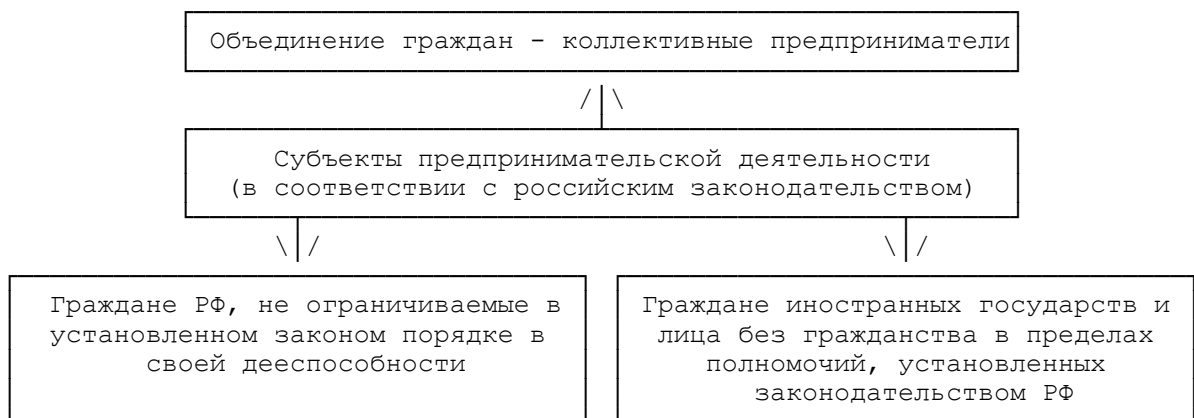 Объединение граждан - коллективные предприниматели
Субъекты предпринимательской деятельности
(в соответствии с российским законодательством)
Граждане РФ, не ограничиваемые в
установленном законом порядке в
своей дееспособности
Граждане иностранных государств и
лица без гражданства в пределах
полномочий, установленных
законодательством РФ